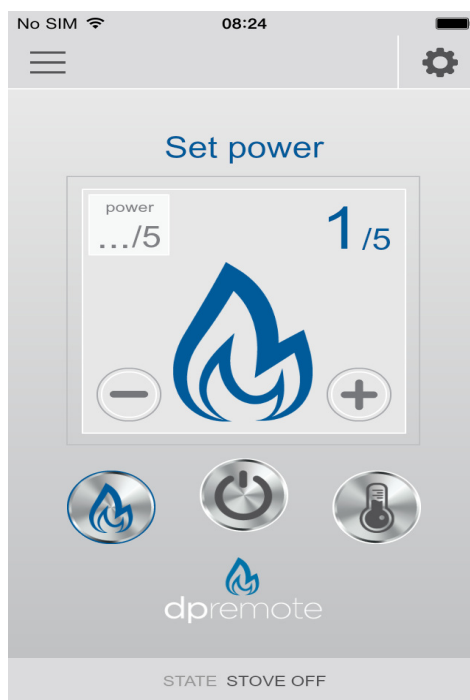 No SIM 08:24
Set power
power
.../5
1/5
dpremote
STATE STOVE OFF